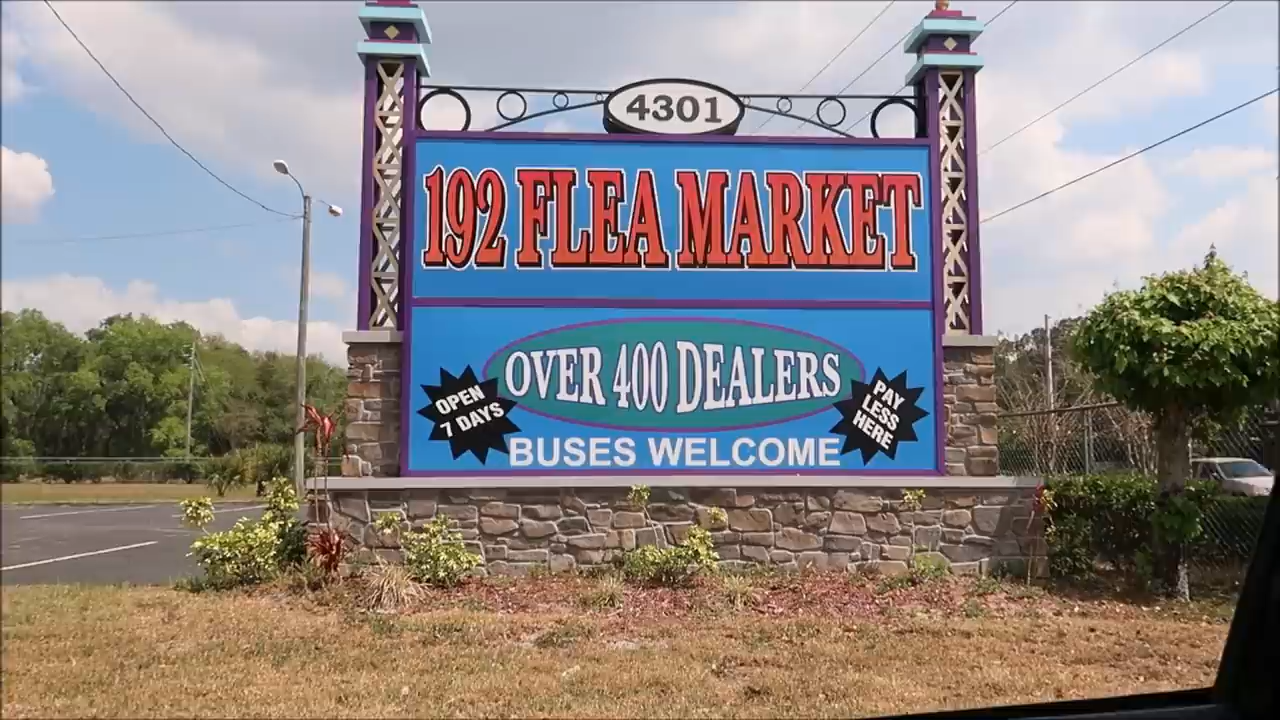 4301
192 FLEA MARKET
OVER 400 DEALERS
OPEN
7 DAYS
PAY
LESS
HERE
BUSES WELCOME